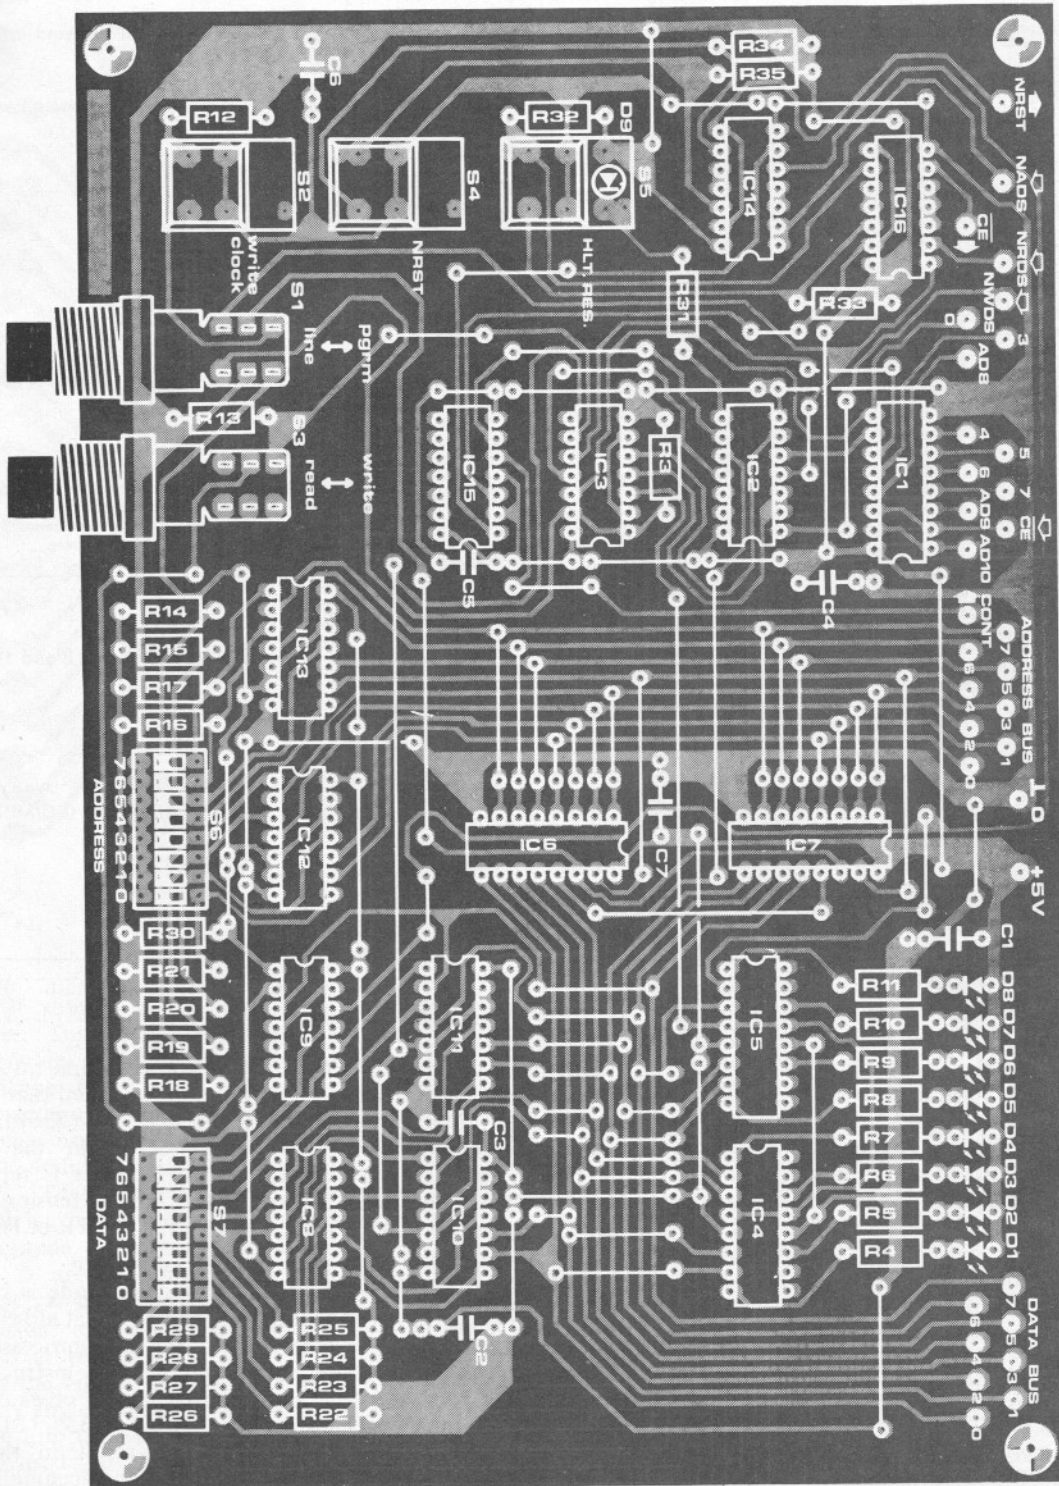 R34
R35
C6
R12
R32
D9
S2
S4
S5
write
clock
NRST
HLT. RES.
IC14
IC16
NRST
NADS
CE
NRDS
NWDS
0
3
AD8
R31
R33
S1
line
pgrm
R13
S3
read
write
IC15
IC3
R3
IC2
IC1
4
5
6
7
AD9
CE
AD10
CONT
C5
C4
R14
R15
R17
R16
IC13
ADDRESS BUS
7
6
5
4
3
2
1
0
0
+5V
ADDRESS
7 6 5 4 3 2 1 0
S6
IC12
IC6
C7
IC7
C1
R30
R21
R20
R19
R18
IC9
IC11
IC5
R11
R10
R9
R8
R7
R6
R5
R4
D8
D7
D6
D5
D4
D3
D2
D1
C3
DATA
7 6 5 4 3 2 1 0
S7
IC8
IC10
IC4
R29
R28
R27
R26
R25
R24
R23
R22
C2
DATA BUS
7
6
5
4
3
2
1
0